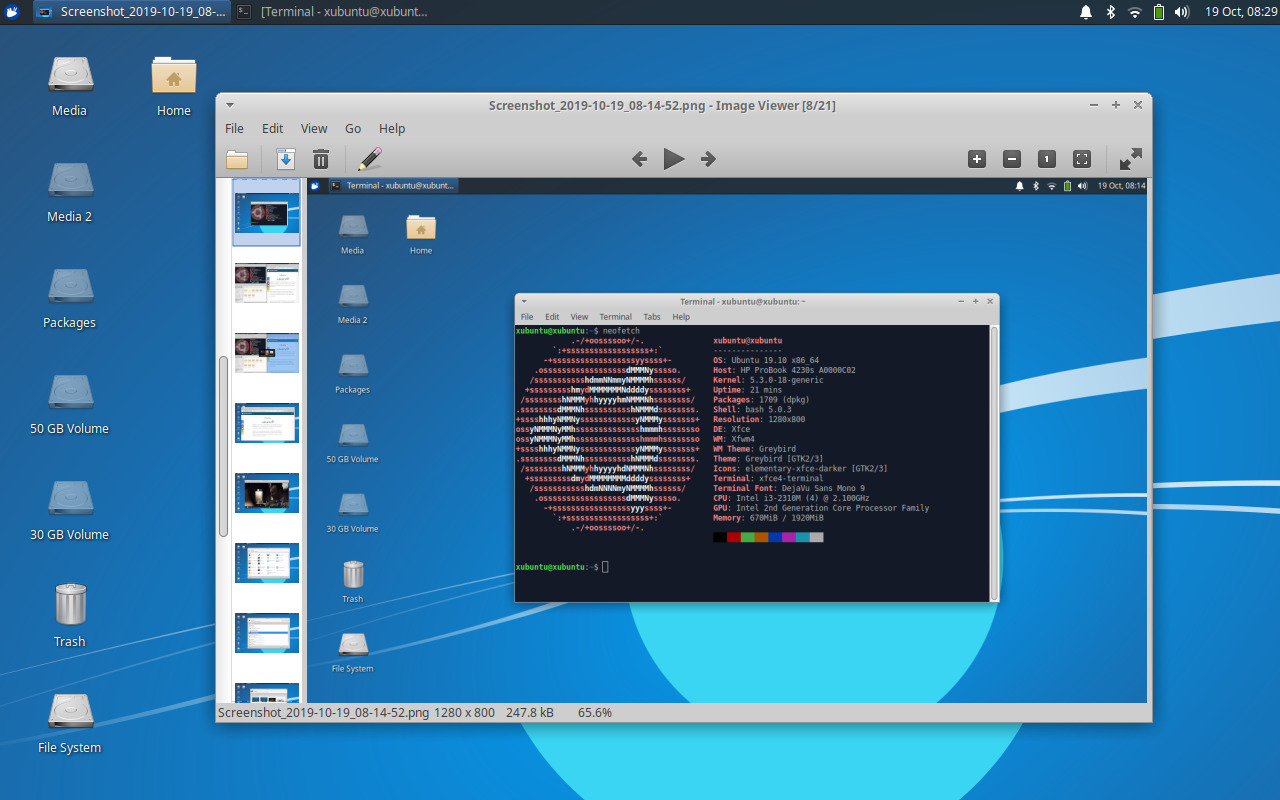 Screenshot_2019-10-19_08-...
[Terminal - xubuntu@xubunt...
19 Oct, 08:29
Media
Home
Media 2
Packages
50 GB Volume
30 GB Volume
Trash
File System
Screenshot_2019-10-19_08-14-52.png - Image Viewer [8/21]
File Edit View Go Help
1
Terminal - xubuntu@xubunt...
19 Oct, 08:14
Media
Home
Media 2
Packages
50 GB Volume
30 GB Volume
Trash
File System
Terminal - xubuntu@xubuntu: ~
File Edit View Terminal Tabs Help
xubuntu@xubuntu:~$ neofetch
xubuntu@xubuntu
---------------
OS: Ubuntu 19.10 x86_64
Host: HP ProBook 4230s A0000C02
Kernel: 5.3.0-18-generic
Uptime: 21 mins
Packages: 1709 (dpkg)
Shell: bash 5.0.3
Resolution: 1280x800
DE: Xfce
WM: Xfwm4
WM Theme: Greybird
Theme: Greybird [GTK2/3]
Icons: elementary-xfce-darker [GTK2/3]
Terminal: xfce4-terminal
Terminal Font: DejaVu Sans Mono 9
CPU: Intel i3-2310M (4) @ 2.100GHz
GPU: Intel 2nd Generation Core Processor Family
Memory: 670MiB / 1920MiB
xubuntu@xubuntu:~$
Screenshot_2019-10-19_08-14-52.png 1280 x 800 247.8 kB 65.6%